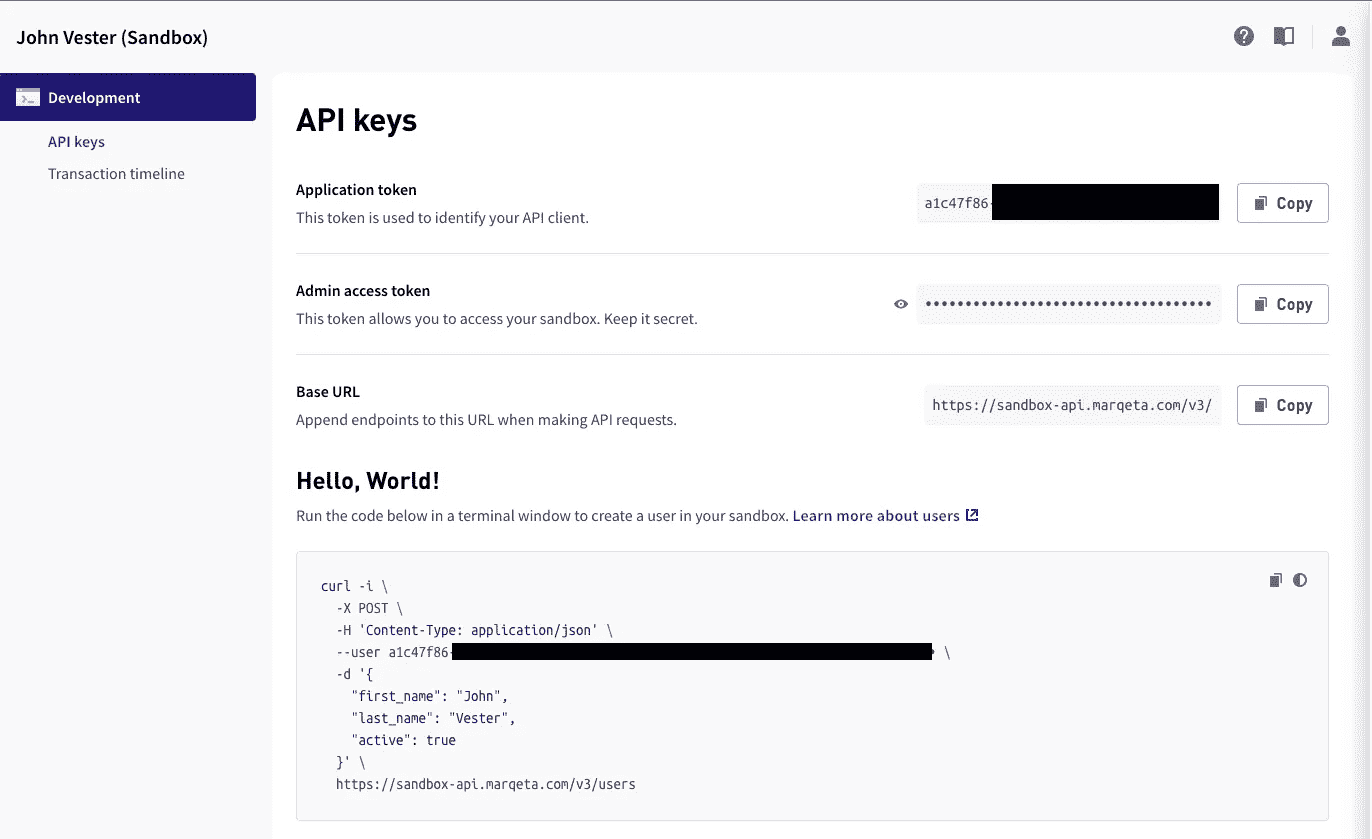 John Vester (Sandbox)
Development
API keys
Transaction timeline
API keys
Application token
This token is used to identify your API client.
a1c47f86-
Copy
Admin access token
This token allows you to access your sandbox. Keep it secret.
••••••••••••••••••••••••••••••••••••
Copy
Base URL
Append endpoints to this URL when making API requests.
https://sandbox-api.marqeta.com/v3/
Copy
Hello, World!
Run the code below in a terminal window to create a user in your sandbox. Learn more about users
curl -i \
-X POST \
-H 'Content-Type: application/json' \
--user a1c47f86- \
-d '{
"first_name": "John",
"last_name": "Vester",
"active": true
}' \
https://sandbox-api.marqeta.com/v3/users